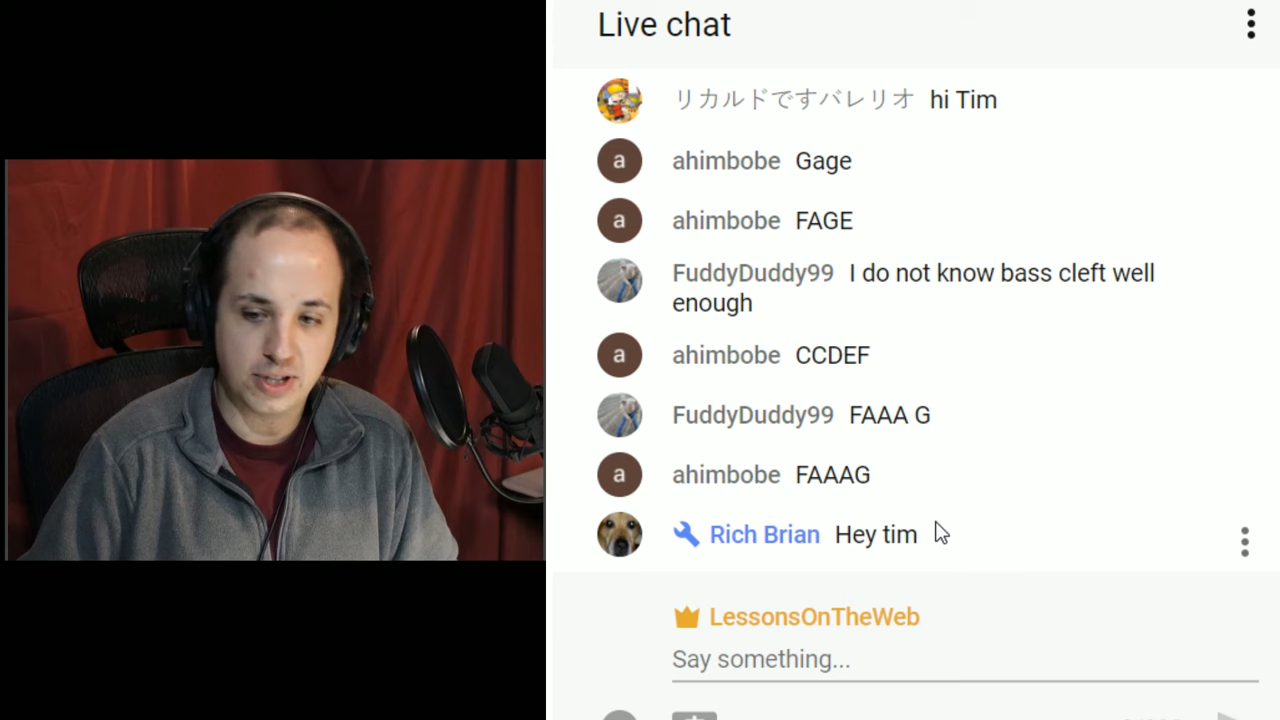 Live chat
リカルドですバレリオ hi Tim
a ahimbobe Gage
a ahimbobe FAGE
FuddyDuddy99 I do not know bass cleft well
enough
a ahimbobe CCDEF
FuddyDuddy99 FAAA G
a ahimbobe FAAAG
Rich Brian Hey tim
LessonsOnTheWeb
Say something...